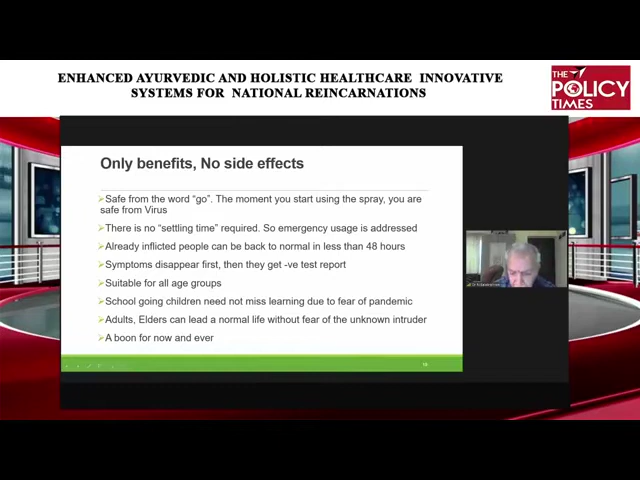 ENHANCED AYURVEDIC AND HOLISTIC HEALTHCARE INNOVATIVE
SYSTEMS FOR NATIONAL REINCARNATIONS
THE
POLICY
TIMES
Only benefits, No side effects
➢Safe from the word “go”. The moment you start using the spray, you are
safe from Virus
➢There is no “settling time” required. So emergency usage is addressed
➢Already inflicted people can be back to normal in less than 48 hours
➢Symptoms disappear first, then they get -ve test report
➢Suitable for all age groups
➢School going children need not miss learning due to fear of pandemic
➢Adults, Elders can lead a normal life without fear of the unknown intruder
➢A boon for now and ever